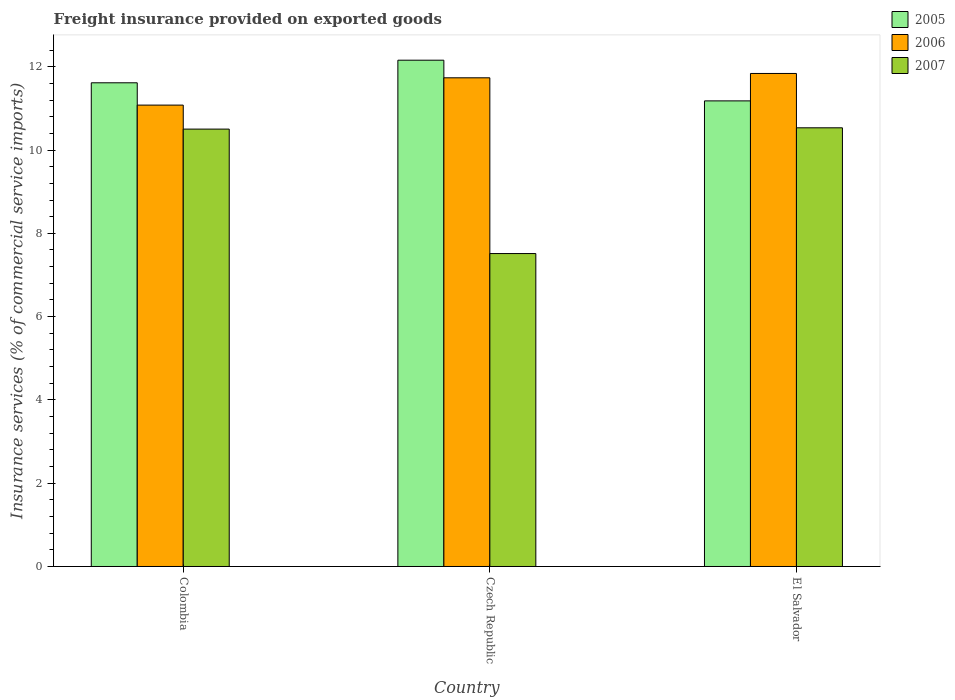 Freight insurance provided on exported goods
2005
2006
2007
Insurance services (% of commercial service imports)
12
10
8
6
4
2
0
Colombia
Czech Republic
El Salvador
Country